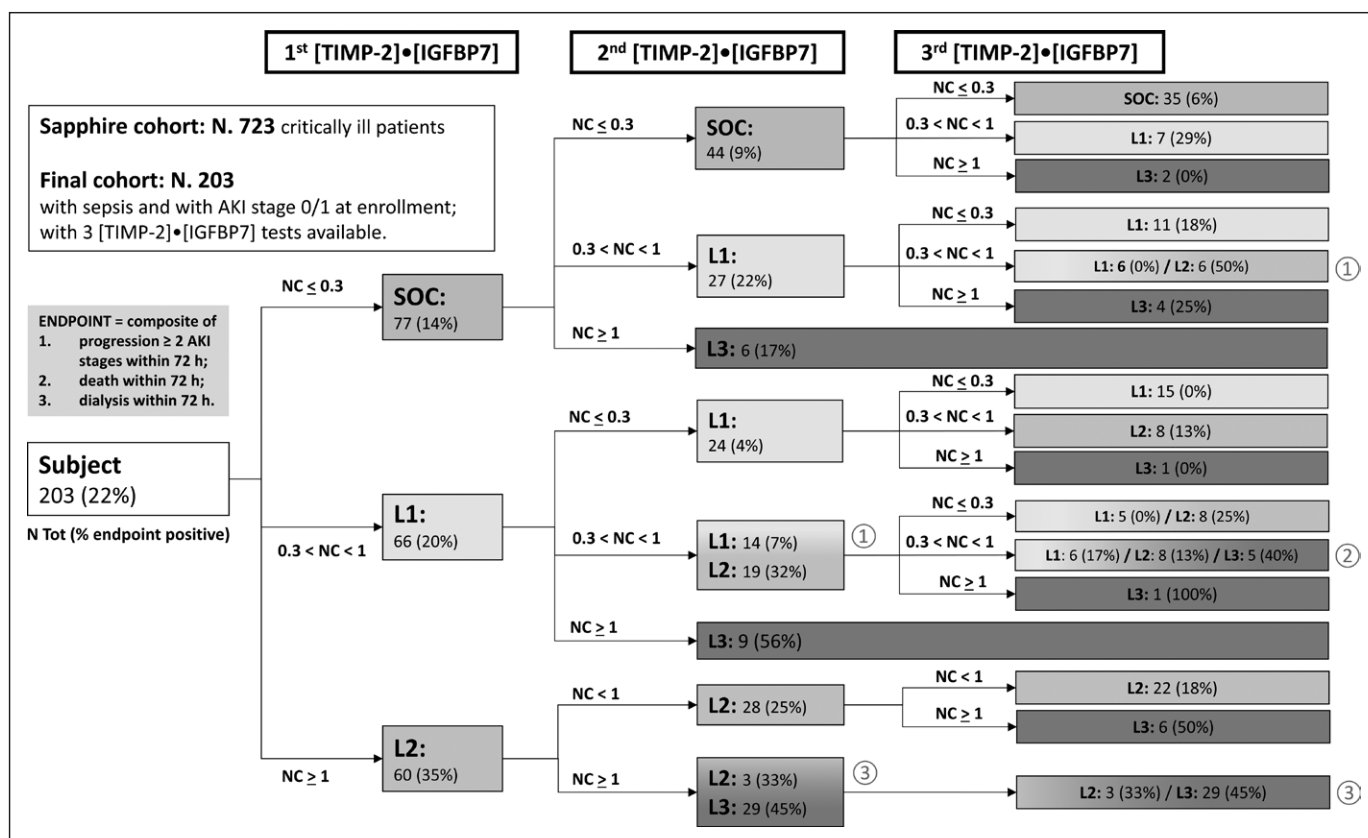 1st [TIMP-2]•[IGFBP7]
2nd [TIMP-2]•[IGFBP7]
3rd [TIMP-2]•[IGFBP7]
Sapphire cohort: N. 723 critically ill patients
Final cohort: N. 203
with sepsis and with AKI stage 0/1 at enrollment;
with 3 [TIMP-2]•[IGFBP7] tests available.
ENDPOINT = composite of
1. progression ≥ 2 AKI
stages within 72 h;
2. death within 72 h;
3. dialysis within 72 h.
Subject
203 (22%)
N Tot (% endpoint positive)
NC ≤ 0.3
SOC:
77 (14%)
0.3 < NC < 1
L1:
66 (20%)
NC ≥ 1
L2:
60 (35%)
NC ≤ 0.3
SOC:
44 (9%)
0.3 < NC < 1
L1:
27 (22%)
NC ≥ 1
L3: 6 (17%)
NC ≤ 0.3
L1:
24 (4%)
0.3 < NC < 1
L1: 14 (7%)
L2: 19 (32%)
1
NC ≥ 1
L3: 9 (56%)
NC < 1
L2: 28 (25%)
NC ≥ 1
L2: 3 (33%)
L3: 29 (45%)
3
NC ≤ 0.3
SOC: 35 (6%)
0.3 < NC < 1
L1: 7 (29%)
NC ≥ 1
L3: 2 (0%)
NC ≤ 0.3
L1: 11 (18%)
0.3 < NC < 1
L1: 6 (0%) / L2: 6 (50%)
1
NC ≥ 1
L3: 4 (25%)
NC ≤ 0.3
L1: 15 (0%)
0.3 < NC < 1
L2: 8 (13%)
NC ≥ 1
L3: 1 (0%)
NC ≤ 0.3
L1: 5 (0%) / L2: 8 (25%)
0.3 < NC < 1
L1: 6 (17%) / L2: 8 (13%) / L3: 5 (40%)
2
NC ≥ 1
L3: 1 (100%)
NC < 1
L2: 22 (18%)
NC ≥ 1
L3: 6 (50%)
L2: 3 (33%) / L3: 29 (45%)
3